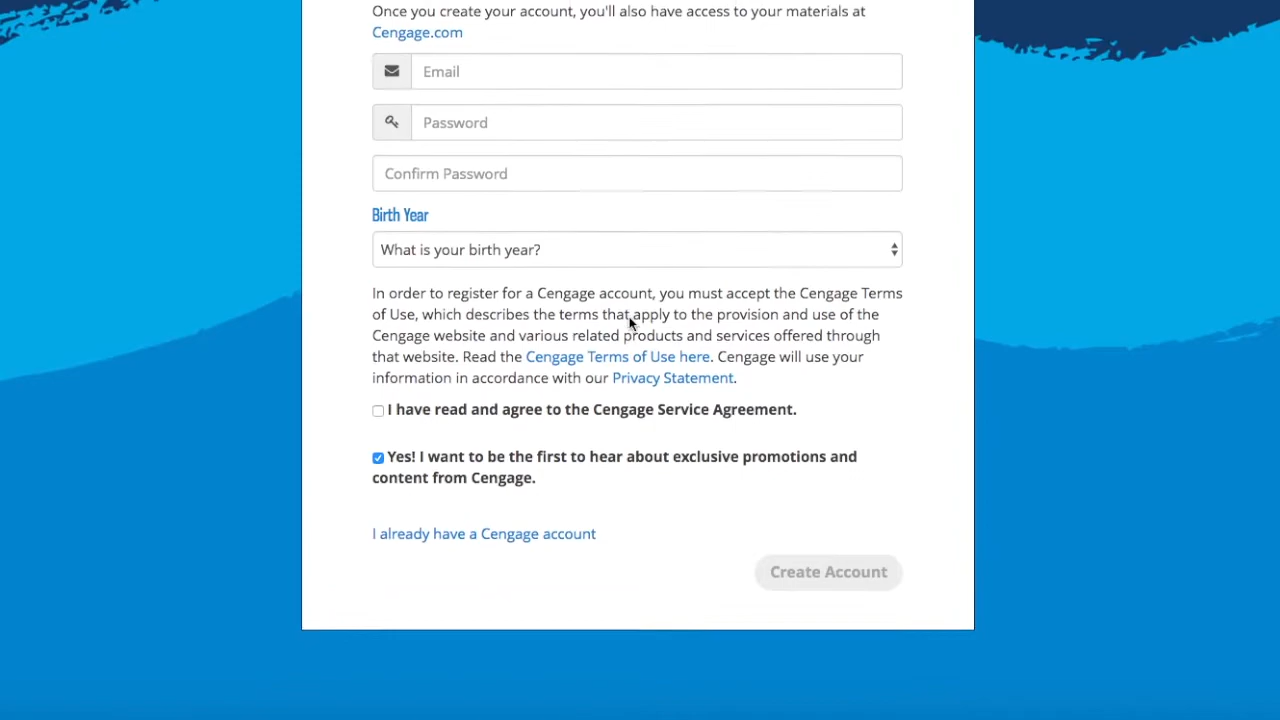 Once you create your account, you'll also have access to your materials at
Cengage.com
Email
Password
Confirm Password
Birth Year
What is your birth year?
In order to register for a Cengage account, you must accept the Cengage Terms
of Use, which describes the terms that apply to the provision and use of the
Cengage website and various related products and services offered through
that website. Read the Cengage Terms of Use here. Cengage will use your
information in accordance with our Privacy Statement.
I have read and agree to the Cengage Service Agreement.
Yes! I want to be the first to hear about exclusive promotions and
content from Cengage.
I already have a Cengage account
Create Account